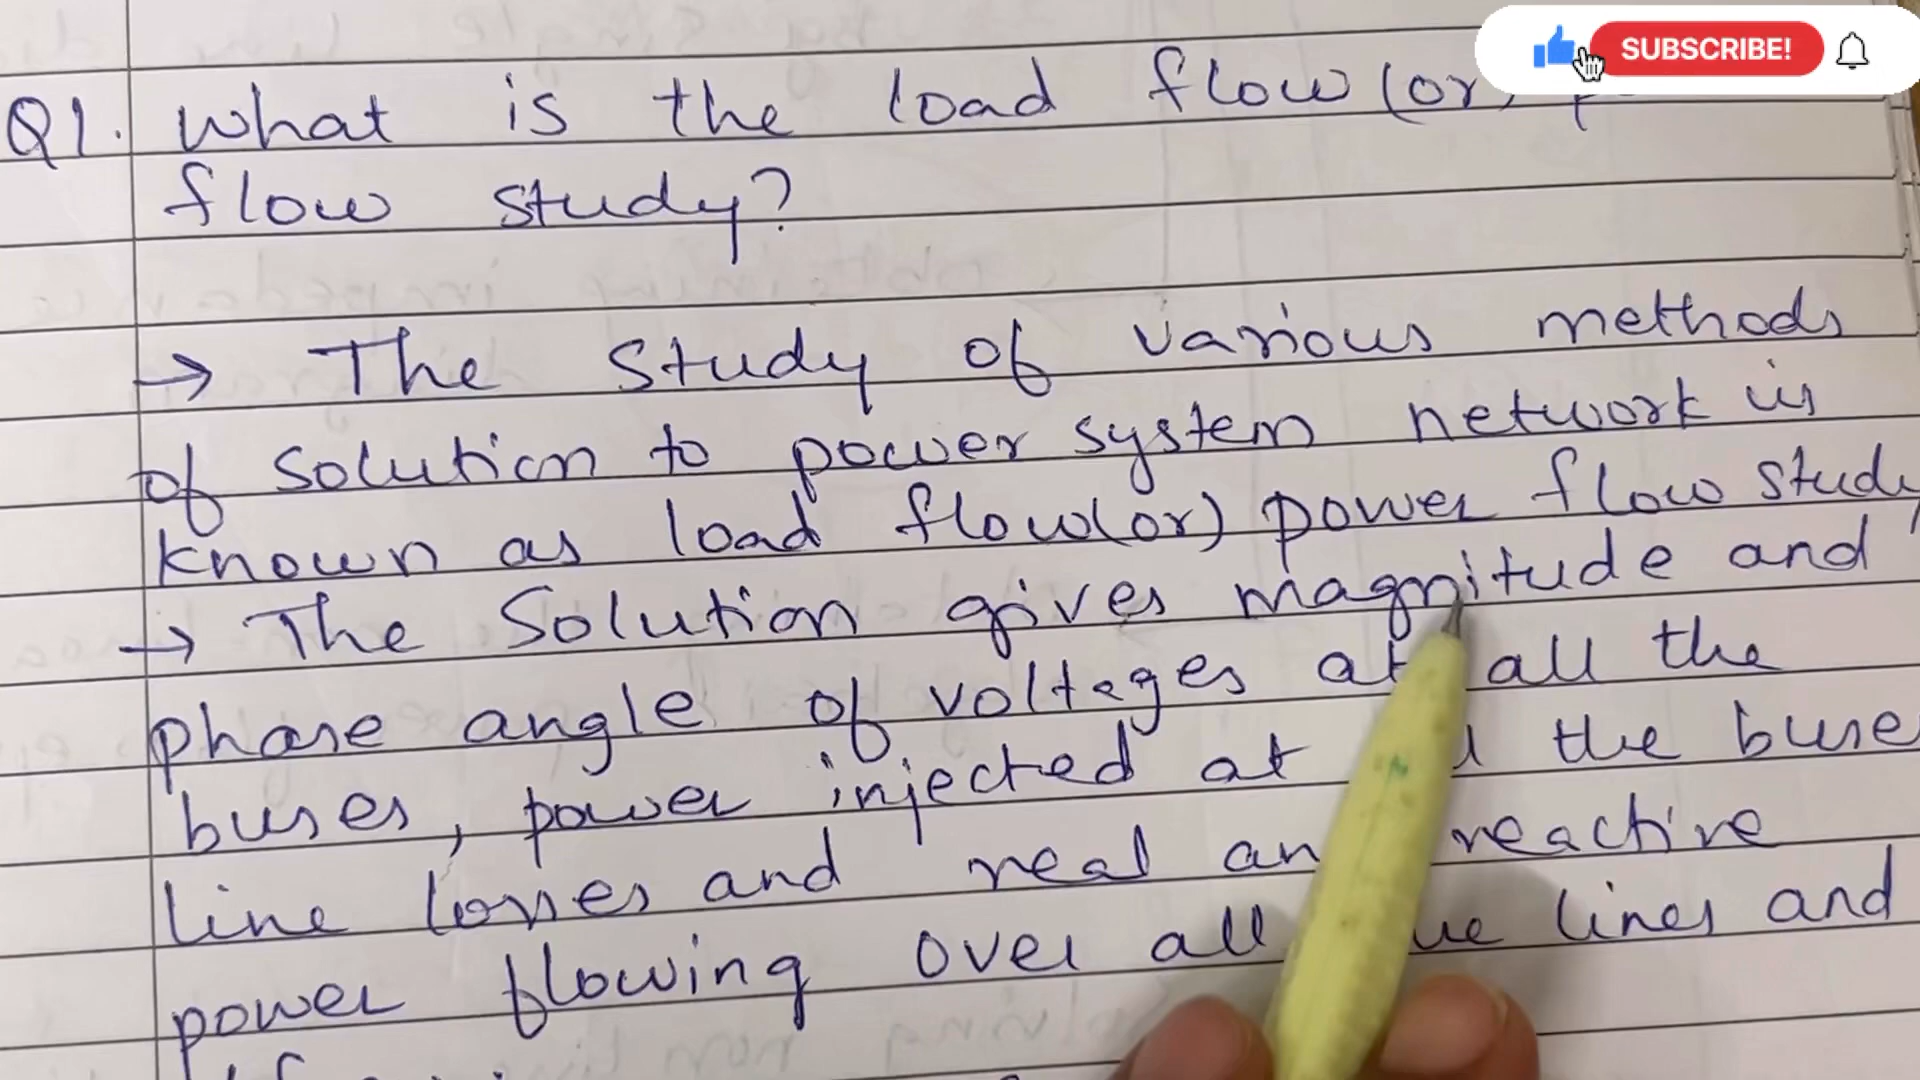 SUBSCRIBE!
Q1. What is the load flow (or)
flow study?
→ The study of various methods
of solution to power system network is
known as load flow (or) power flow study
→ The Solution gives magnitude and
phase angle of voltages at all the
buses, power injected at the buses
line losses and real and reactive
power flowing over all the lines and